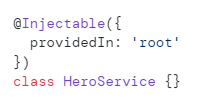 @Injectable({
  providedIn: 'root'
})
class HeroService {}